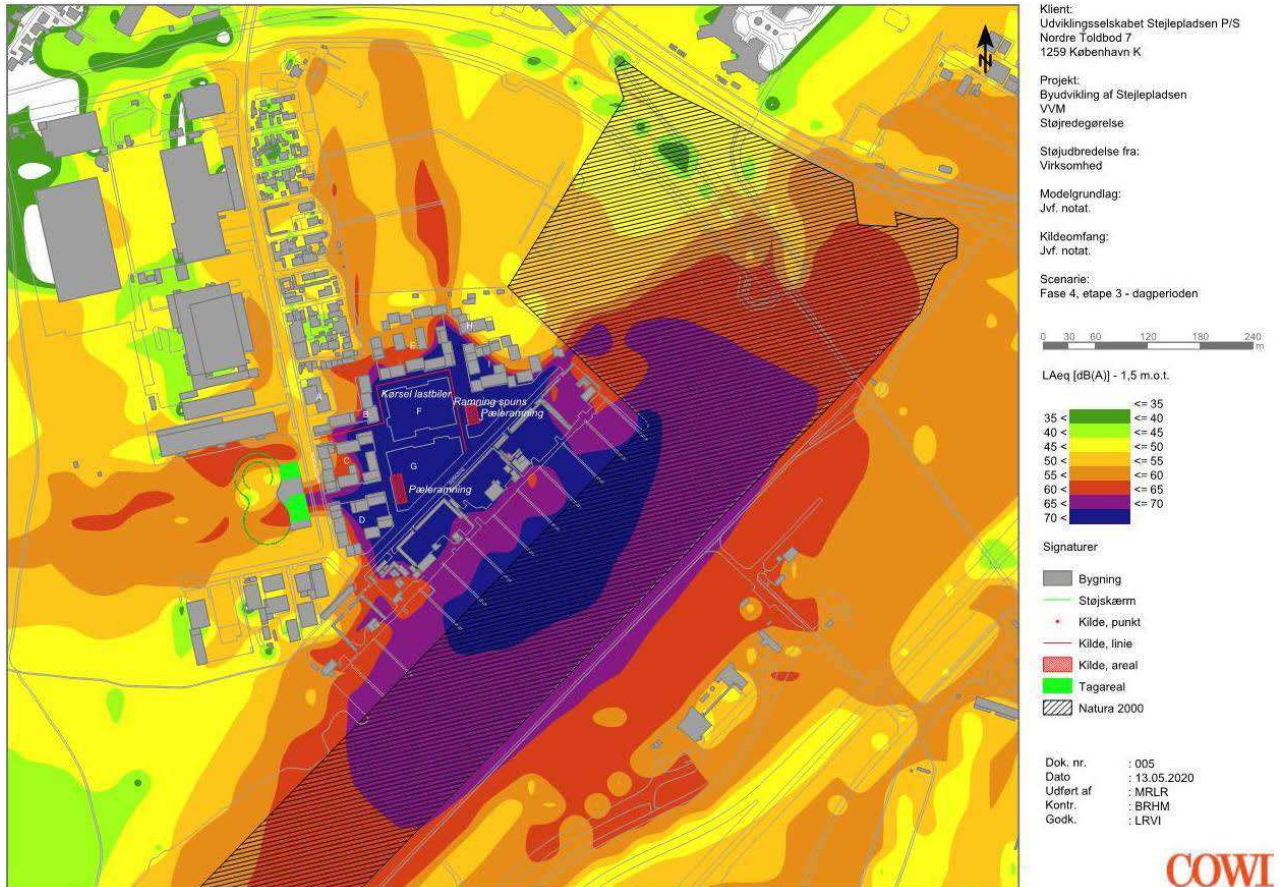 Klient:
Udviklingsselskabet Stejlepladsen P/S
Nordre Toldbod 7
1259 København K
Projekt:
Byudvikling af Stejlepladsen
VVM
Støjredegørelse
Støjudbredelse fra:
Virksomhed
Modelgrundlag:
Jvf. notat.
Kildeomfang:
Jvf. notat.
Scenarie:
Fase 4, etape 3 - dagperioden
0 30 60 120 180 240
m
LAeq [dB(A)] - 1,5 m.o.t.
<= 35
35 < <= 40
40 < <= 45
45 < <= 50
50 < <= 55
55 < <= 60
60 < <= 65
65 < <= 70
70 <
Signaturer
Bygning
Støjskærm
Kilde, punkt
Kilde, linie
Kilde, areal
Tagareal
Natura 2000
Dok. nr. : 005
Dato : 13.05.2020
Udført af : MRLR
Kontr. : BRHM
Godk. : LRVI
COWI
N
H
E
I
A
Kørsel lastbiler
Ramning spuns
B
F
Pæleramning
C
G
Pæleramning
D